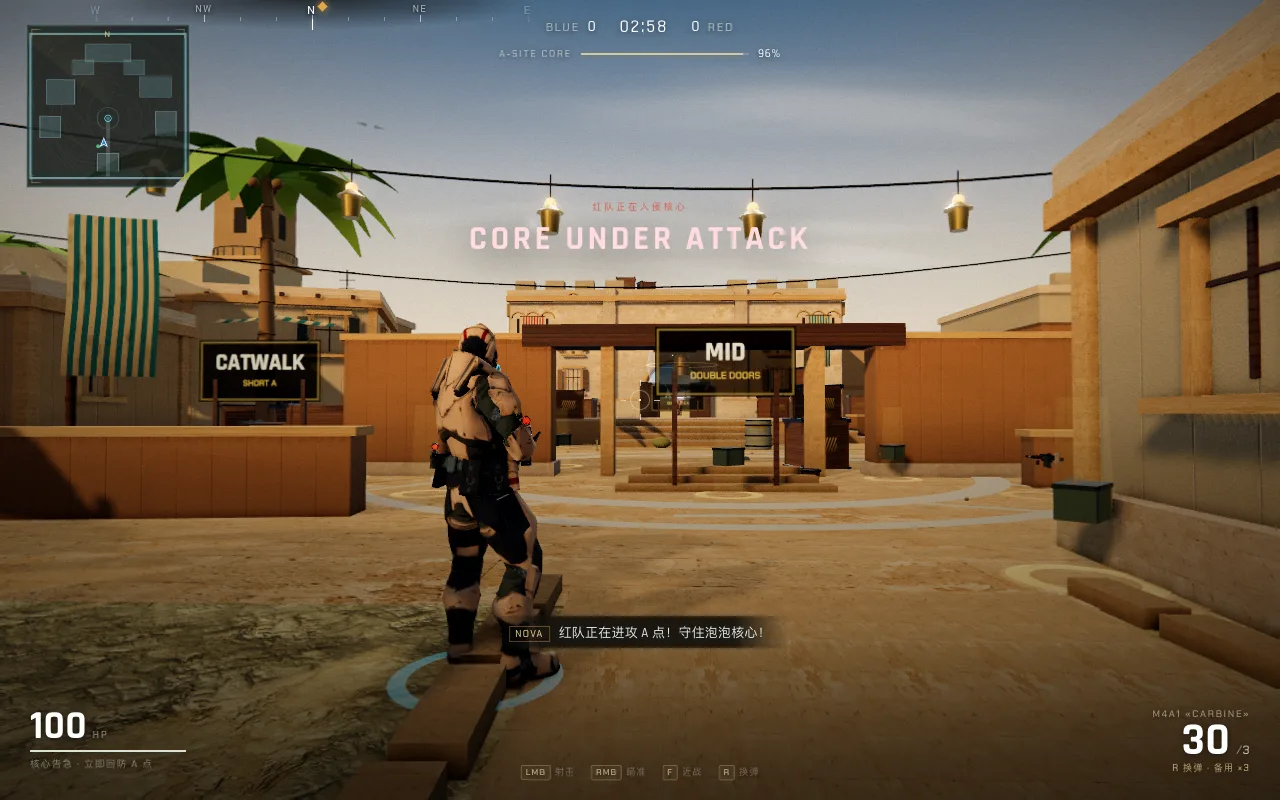 W NW N NE E
N
BLUE 0 02:58 0 RED
A-SITE CORE 96%
红队正在入侵核心
CORE UNDER ATTACK
CATWALK
SHORT A
MID
DOUBLE DOORS
NOVA 红队正在进攻 A 点！守住泡泡核心！
100 HP
核心告急 · 立即回防 A 点
LMB 射击 RMB 瞄准 F 近战 R 换弹
M4A1 «CARBINE»
30 /3
R 换弹 · 备用 ×3